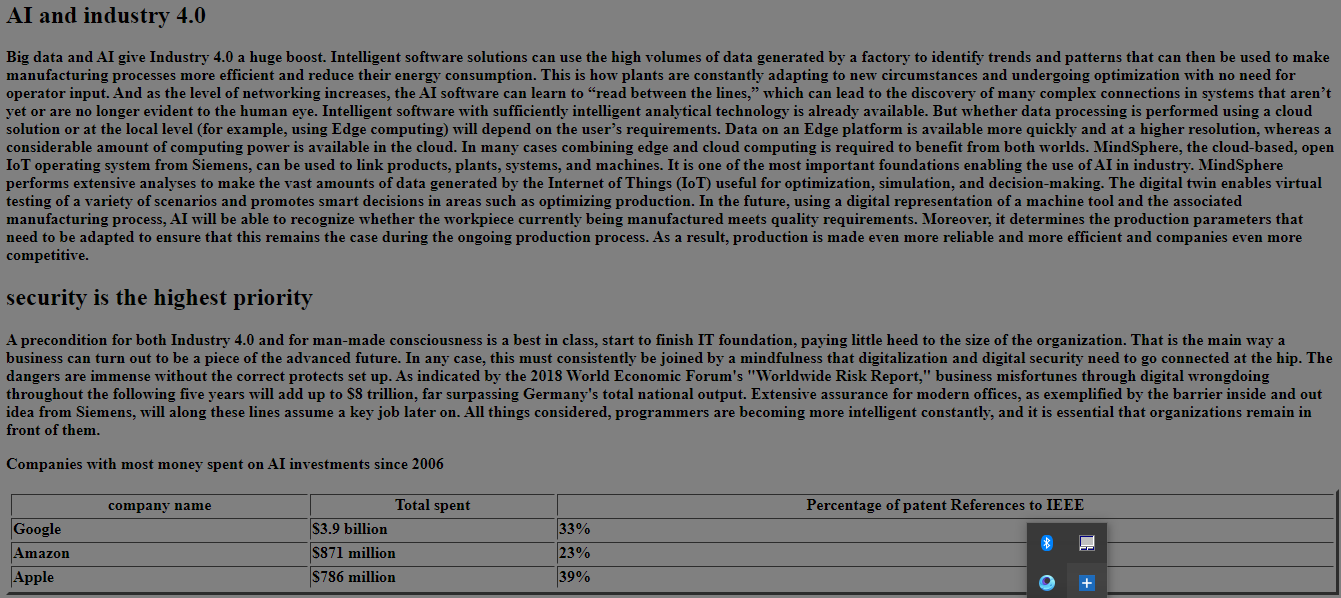 AI and industry 4.0
Big data and AI give Industry 4.0 a huge boost. Intelligent software solutions can use the high volumes of data generated by a factory to identify trends and patterns that can then be used to make
manufacturing processes more efficient and reduce their energy consumption. This is how plants are constantly adapting to new circumstances and undergoing optimization with no need for
operator input. And as the level of networking increases, the AI software can learn to “read between the lines,” which can lead to the discovery of many complex connections in systems that aren’t
yet or are no longer evident to the human eye. Intelligent software with sufficiently intelligent analytical technology is already available. But whether data processing is performed using a cloud
solution or at the local level (for example, using Edge computing) will depend on the user’s requirements. Data on an Edge platform is available more quickly and at a higher resolution, whereas a
considerable amount of computing power is available in the cloud. In many cases combining edge and cloud computing is required to benefit from both worlds. MindSphere, the cloud-based, open
IoT operating system from Siemens, can be used to link products, plants, systems, and machines. It is one of the most important foundations enabling the use of AI in industry. MindSphere
performs extensive analyses to make the vast amounts of data generated by the Internet of Things (IoT) useful for optimization, simulation, and decision-making. The digital twin enables virtual
testing of a variety of scenarios and promotes smart decisions in areas such as optimizing production. In the future, using a digital representation of a machine tool and the associated
manufacturing process, AI will be able to recognize whether the workpiece currently being manufactured meets quality requirements. Moreover, it determines the production parameters that
need to be adapted to ensure that this remains the case during the ongoing production process. As a result, production is made even more reliable and more efficient and companies even more
competitive.
security is the highest priority
A precondition for both Industry 4.0 and for man-made consciousness is a best in class, start to finish IT foundation, paying little heed to the size of the organization. That is the main way a
business can turn out to be a piece of the advanced future. In any case, this must consistently be joined by a mindfulness that digitalization and digital security need to go connected at the hip. The
dangers are immense without the correct protects set up. As indicated by the 2018 World Economic Forum's "Worldwide Risk Report," business misfortunes through digital wrongdoing
throughout the following five years will add up to $8 trillion, far surpassing Germany's total national output. Extensive assurance for modern offices, as exemplified by the barrier inside and out
idea from Siemens, will along these lines assume a key job later on. All things considered, programmers are becoming more intelligent constantly, and it is essential that organizations remain in
front of them.
Companies with most money spent on AI investments since 2006
company name Total spent Percentage of patent References to IEEE
Google $3.9 billion 33%
Amazon $871 million 23%
Apple $786 million 39%